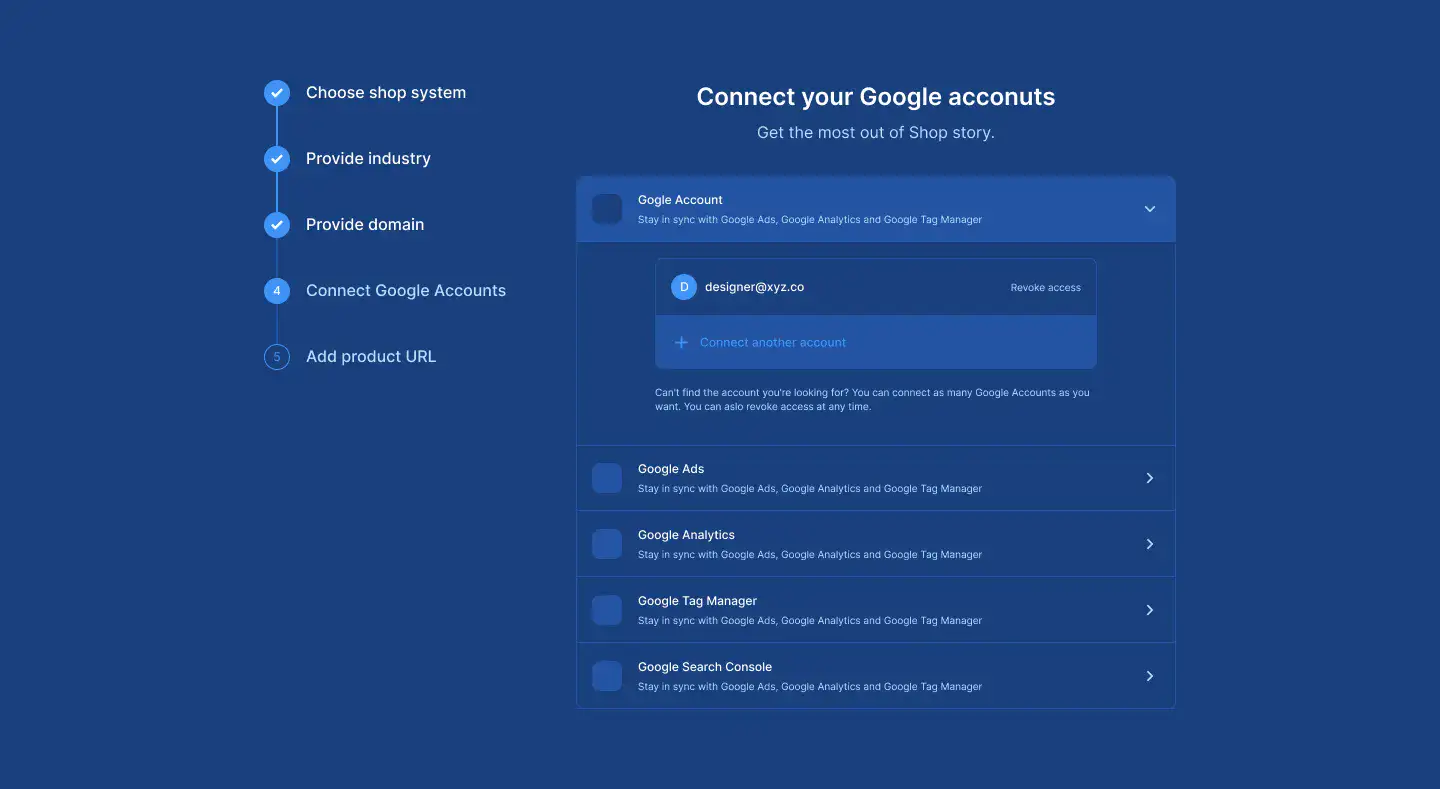 Choose shop system
Provide industry
Provide domain
4
Connect Google Accounts
5
Add product URL
Connect your Google acconuts
Get the most out of Shop story.
Gogle Account
Stay in sync with Google Ads, Google Analytics and Google Tag Manager
D
designer@xyz.co
Revoke access
Connect another account
Can't find the account you're looking for? You can connect as many Google Accounts as you
want. You can aslo revoke access at any time.
Google Ads
Stay in sync with Google Ads, Google Analytics and Google Tag Manager
Google Analytics
Stay in sync with Google Ads, Google Analytics and Google Tag Manager
Google Tag Manager
Stay in sync with Google Ads, Google Analytics and Google Tag Manager
Google Search Console
Stay in sync with Google Ads, Google Analytics and Google Tag Manager